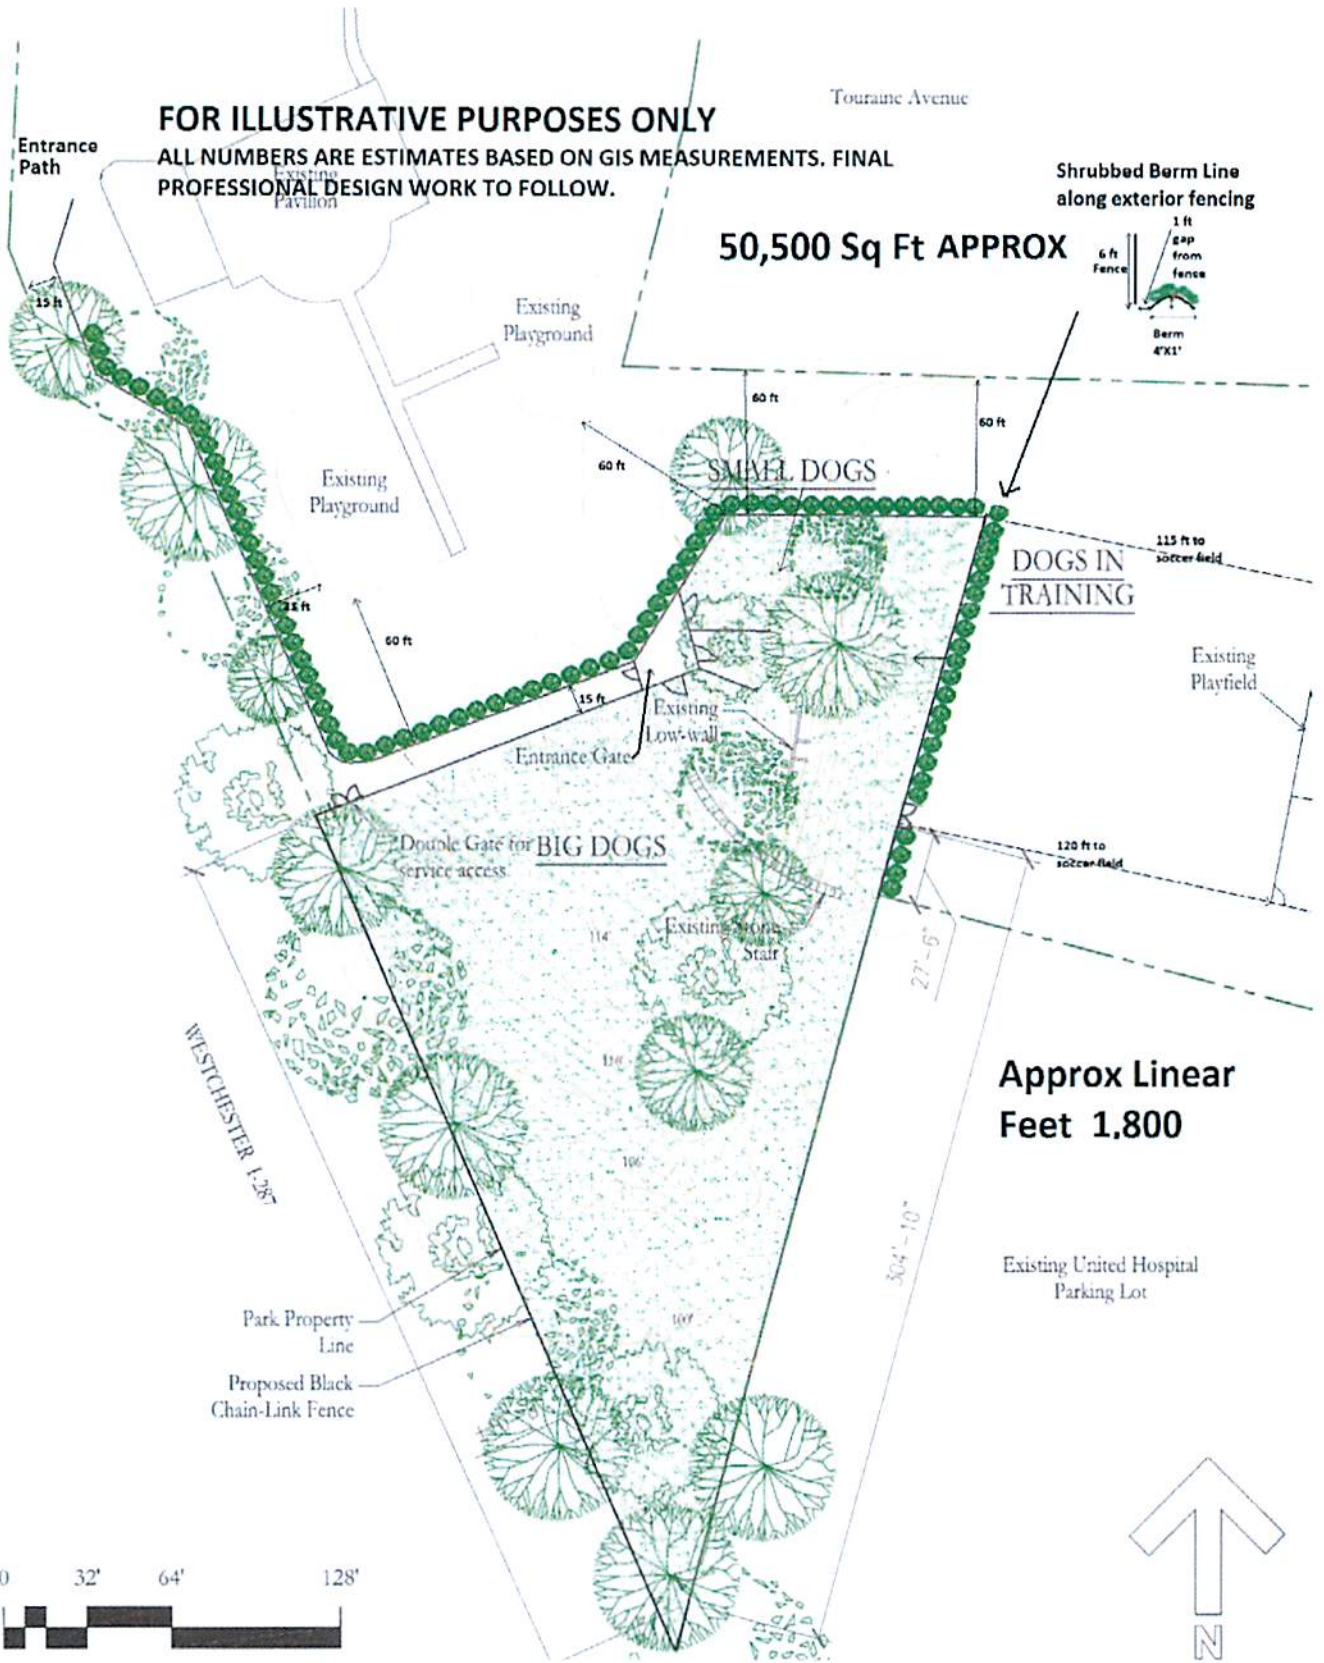 Touraine Avenue
FOR ILLUSTRATIVE PURPOSES ONLY
ALL NUMBERS ARE ESTIMATES BASED ON GIS MEASUREMENTS. FINAL
PROFESSIONAL DESIGN WORK TO FOLLOW.
Entrance
Path
Existing
Pavilion
Shrubbed Berm Line
along exterior fencing
1 ft
gap
from
fense
6 ft
Fence
Berm
4'X1'
50,500 Sq Ft APPROX
15 ft
Existing
Playground
60 ft
60 ft
60 ft
SMALL DOGS
Existing
Playground
115 ft to
soccer field
DOGS IN
TRAINING
60 ft
Existing
Playfield
15 ft
Existing
Low-wall
Entrance Gate
Double Gate for
service access
BIG DOGS
120 ft to
soccer field
Existing Stone
Stair
114'
27'-6"
110'
WESTCHESTER I-287
Approx Linear
Feet 1,800
106'
304'-10"
Existing United Hospital
Parking Lot
Park Property
Line
100'
Proposed Black
Chain-Link Fence
0 32' 64' 128'
N